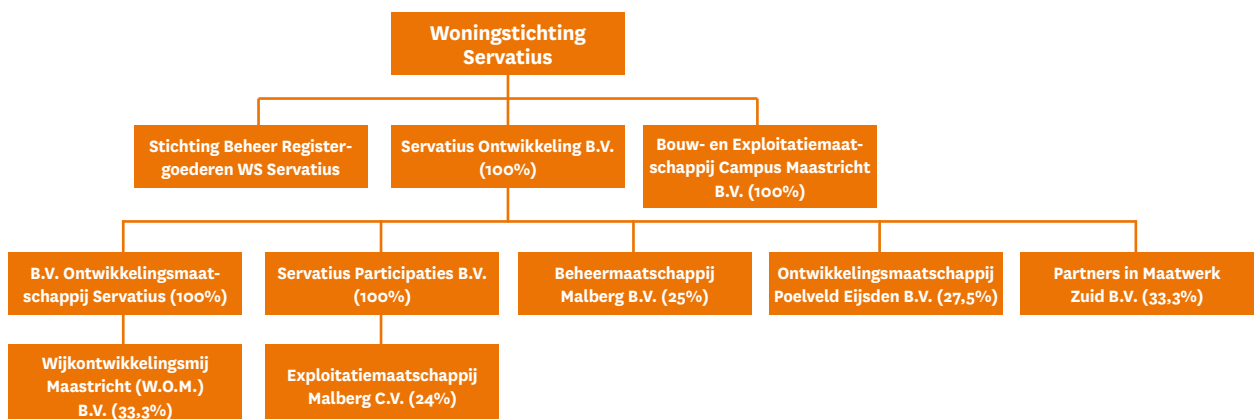 Woningstichting
Servatius
Stichting Beheer Register-
goederen WS Servatius
Servatius Ontwikkeling B.V.
(100%)
Bouw- en Exploitatiemaat-
schappij Campus Maastricht
B.V. (100%)
B.V. Ontwikkelingsmaat-
schappij Servatius (100%)
Servatius Participaties B.V.
(100%)
Beheermaatschappij
Malberg B.V. (25%)
Ontwikkelingsmaatschappij
Poelveld Eijsden B.V. (27,5%)
Partners in Maatwerk
Zuid B.V. (33,3%)
Wijkontwikkelingsmij
Maastricht (W.O.M.)
B.V. (33,3%)
Exploitatiemaatschappij
Malberg C.V. (24%)